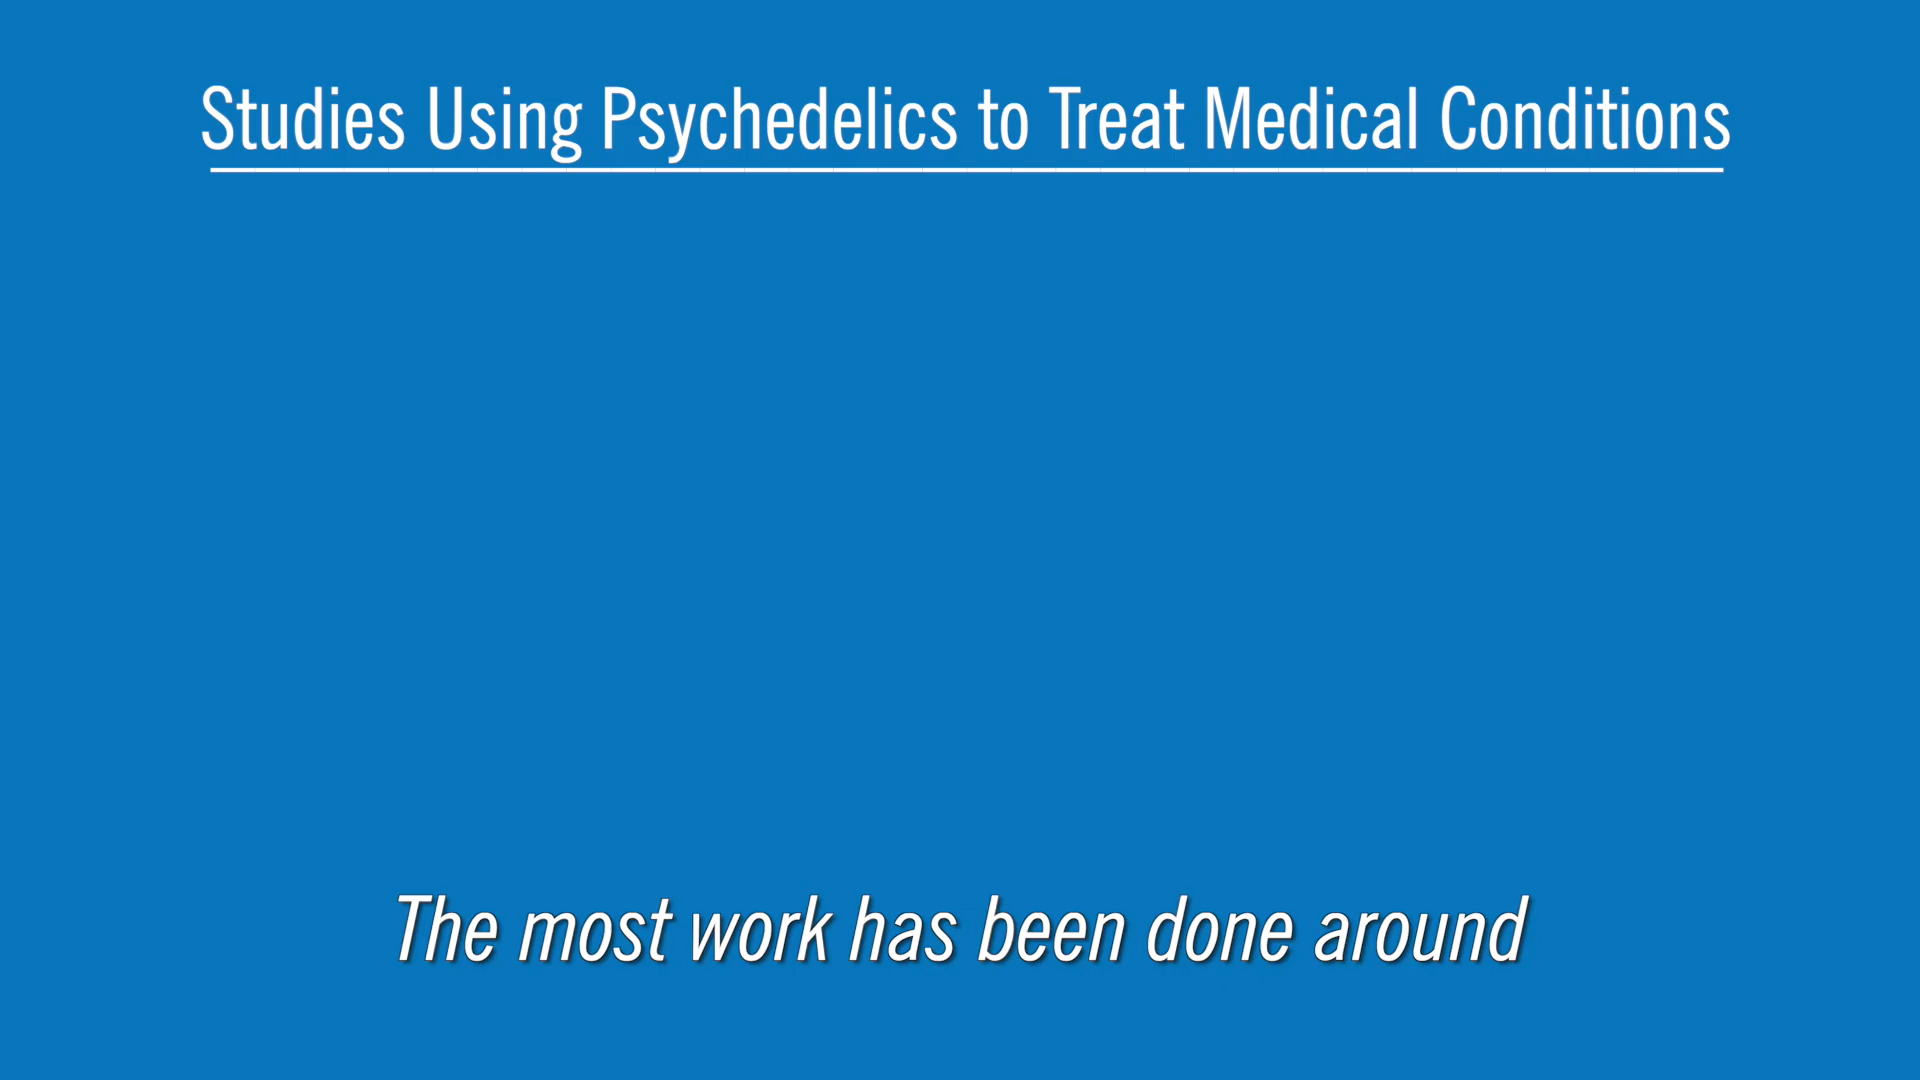 Studies Using Psychedelics to Treat Medical Conditions
The most work has been done around